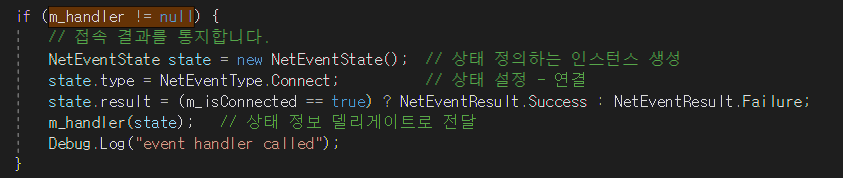 if (m_handler != null) {
// 접속 결과를 통지합니다.
NetEventState state = new NetEventState(); // 상태 정의하는 인스턴스 생성
state.type = NetEventType.Connect; // 상태 설정 - 연결
state.result = (m_isConnected == true) ? NetEventResult.Success : NetEventResult.Failure;
m_handler(state); // 상태 정보 델리게이트로 전달
Debug.Log("event handler called");
}